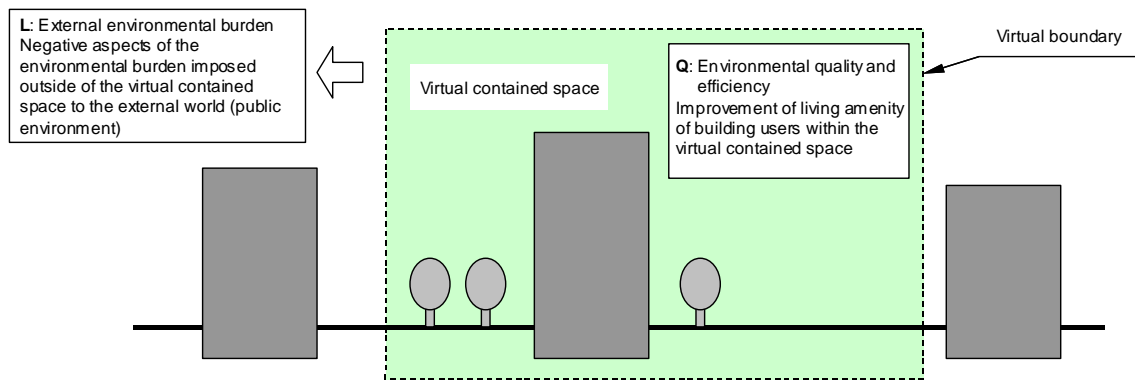 L: External environmental burden
Negative aspects of the
environmental burden imposed
outside of the virtual contained
space to the external world (public
environment)
Virtual contained space
Q: Environmental quality and
efficiency
Improvement of living amenity
of building users within the
virtual contained space
Virtual boundary